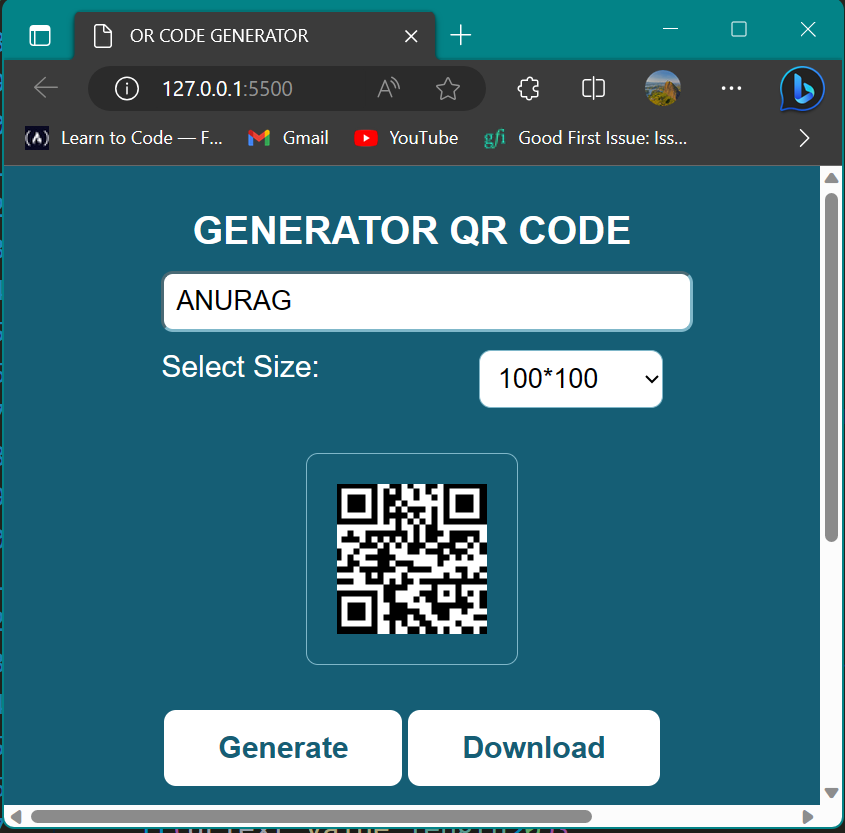 OR CODE GENERATOR
127.0.0.1:5500
Learn to Code — F...
Gmail
YouTube
gfi
Good First Issue: Iss...
GENERATOR QR CODE
ANURAG
Select Size:
100*100
Generate
Download